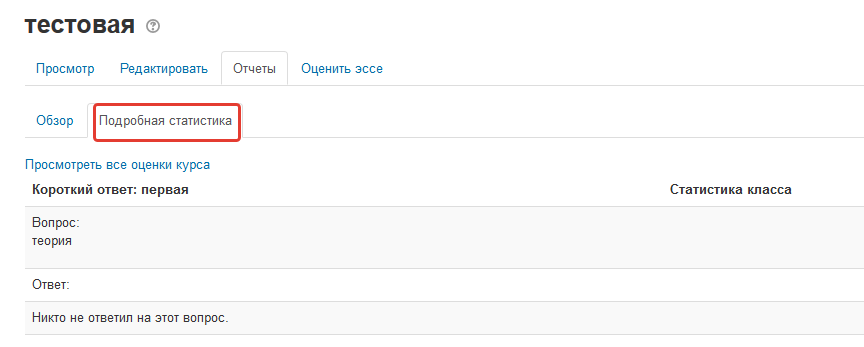 тестовая
Просмотр Редактировать Отчеты Оценить эссе
Обзор Подробная статистика
Просмотреть все оценки курса
Короткий ответ: первая Статистика класса
Вопрос:
теория
Ответ:
Никто не ответил на этот вопрос.